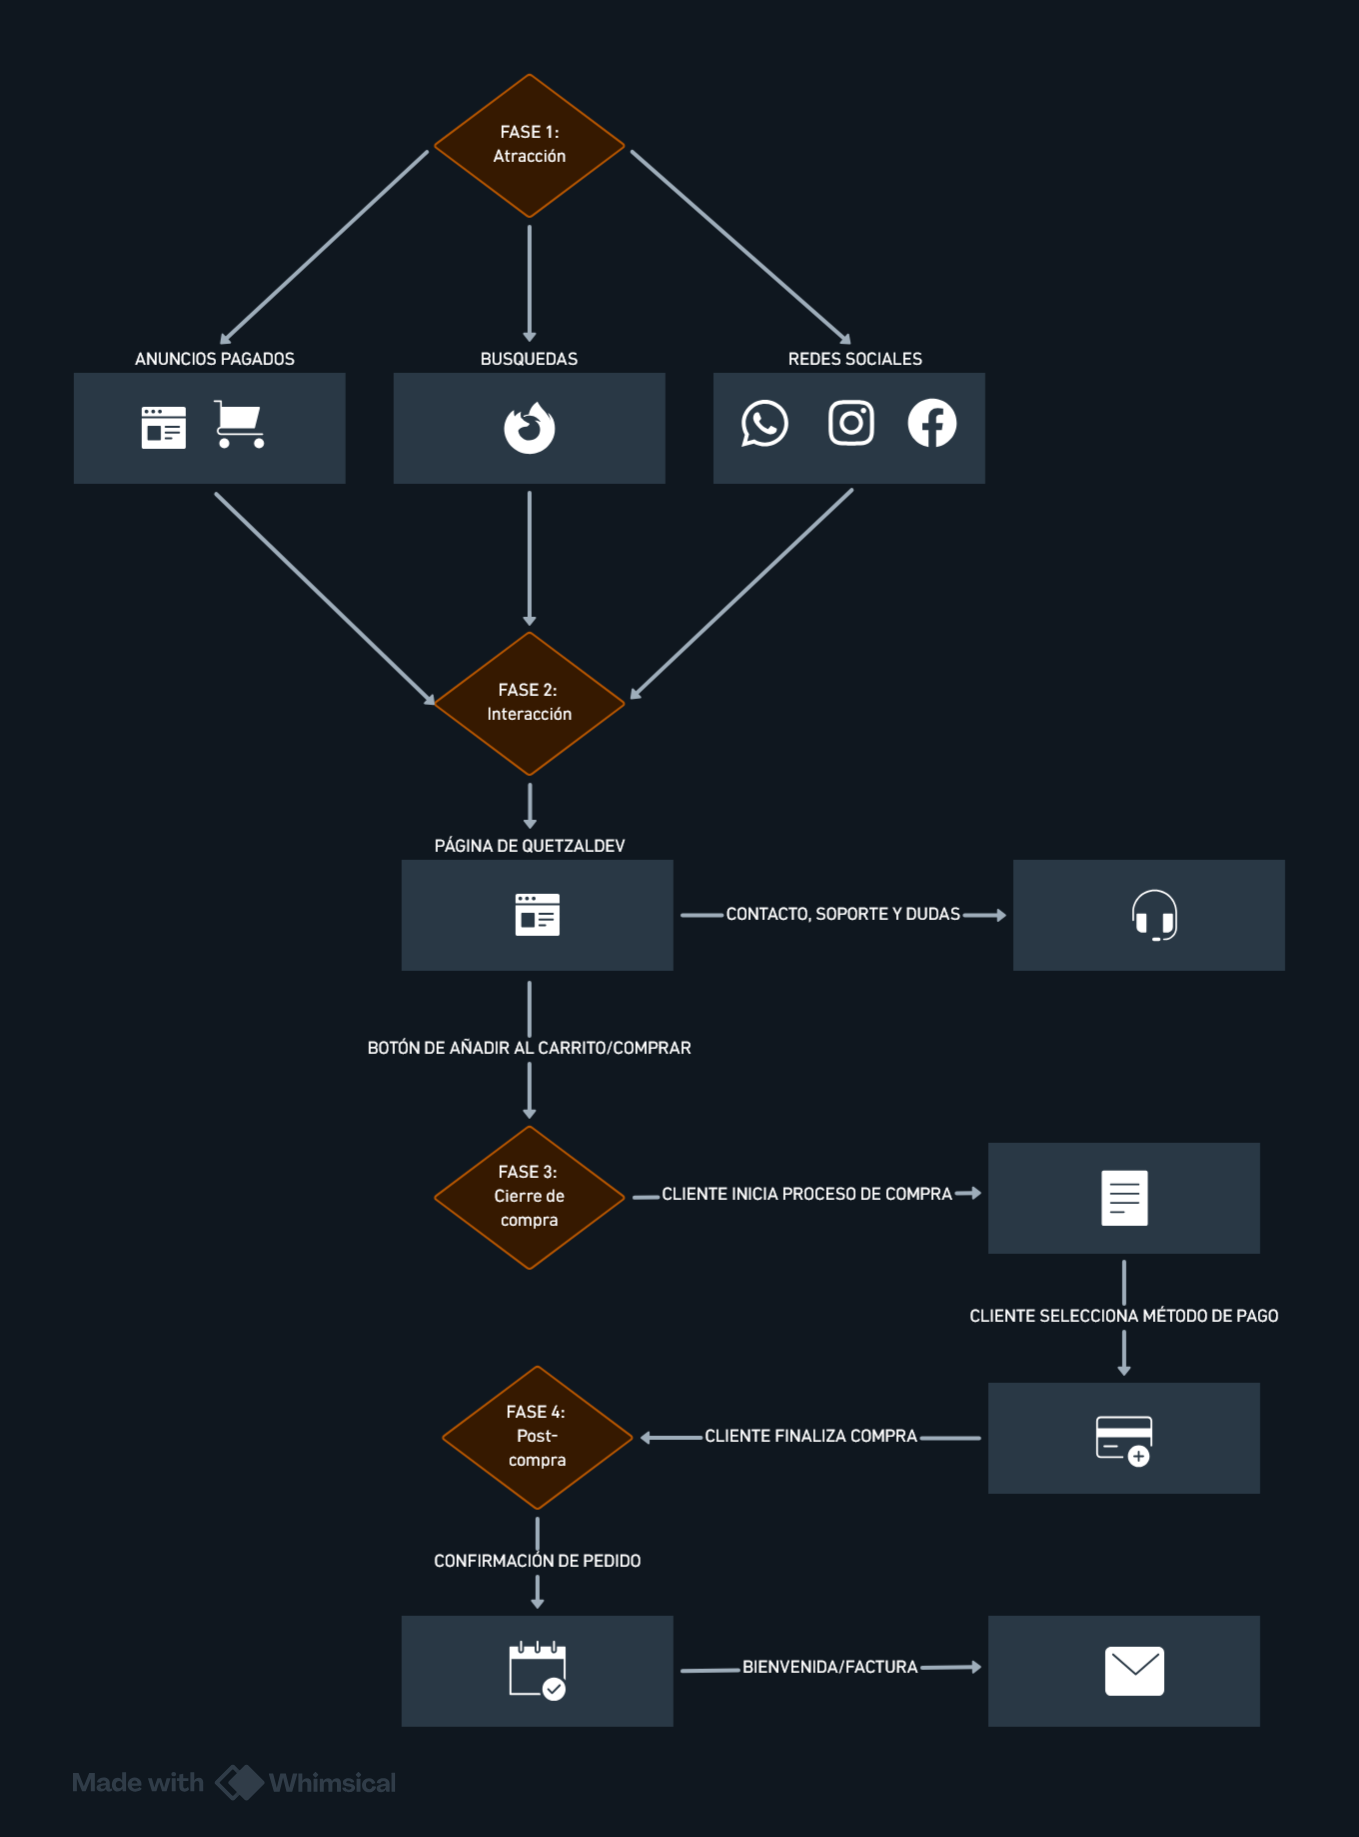 FASE 1:
Atracción
ANUNCIOS PAGADOS
BUSQUEDAS
REDES SOCIALES
FASE 2:
Interacción
PÁGINA DE QUETZALDEV
CONTACTO, SOPORTE Y DUDAS
BOTÓN DE AÑADIR AL CARRITO/COMPRAR
FASE 3:
Cierre de
compra
CLIENTE INICIA PROCESO DE COMPRA
CLIENTE SELECCIONA MÉTODO DE PAGO
FASE 4:
Post-
compra
CLIENTE FINALIZA COMPRA
CONFIRMACIÓN DE PEDIDO
BIENVENIDA/FACTURA
Made with Whimsical